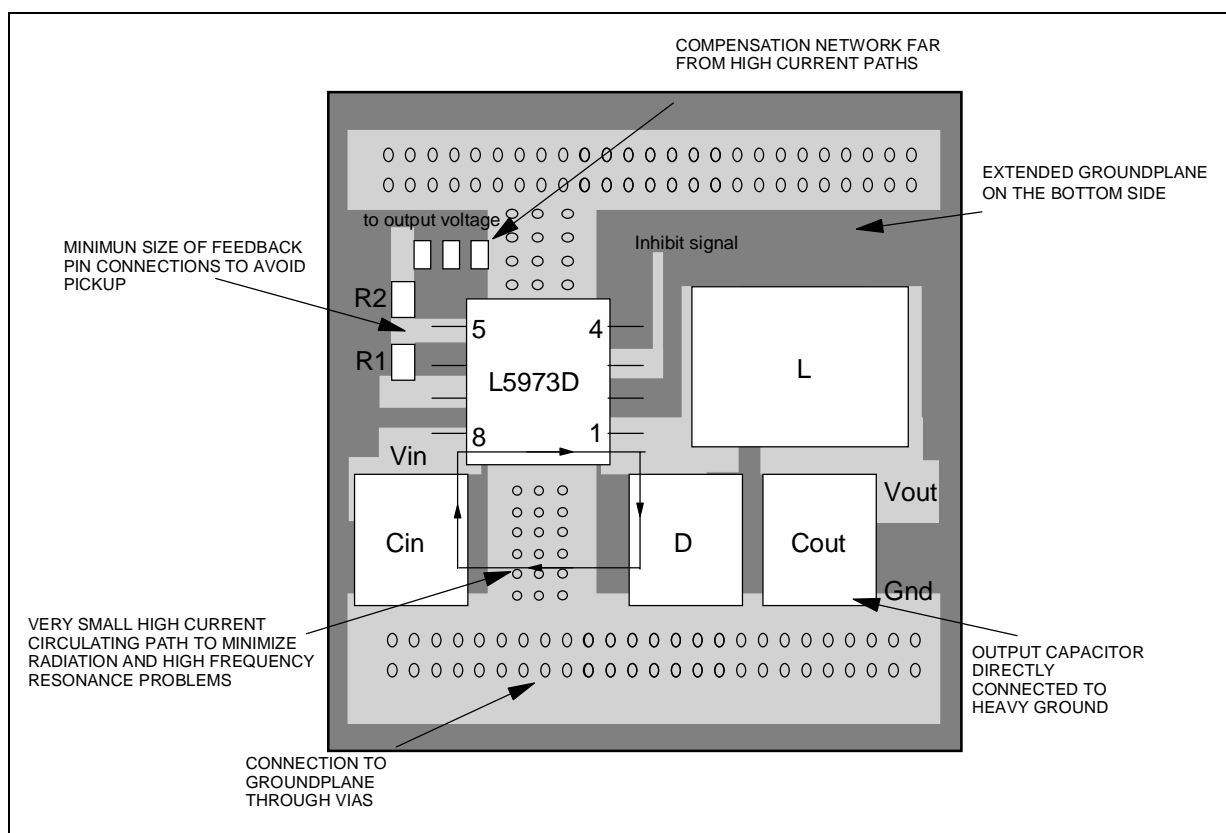 COMPENSATION NETWORK FAR
FROM HIGH CURRENT PATHS
EXTENDED GROUNDPLANE
ON THE BOTTOM SIDE
to output voltage
Inhibit signal
MINIMUN SIZE OF FEEDBACK
PIN CONNECTIONS TO AVOID
PICKUP
R2
R1
5
4
L5973D
L
8
1
Vin
Vout
Cin
D
Cout
Gnd
VERY SMALL HIGH CURRENT
CIRCULATING PATH TO MINIMIZE
RADIATION AND HIGH FREQUENCY
RESONANCE PROBLEMS
OUTPUT CAPACITOR
DIRECTLY
CONNECTED TO
HEAVY GROUND
CONNECTION TO
GROUNDPLANE
THROUGH VIAS